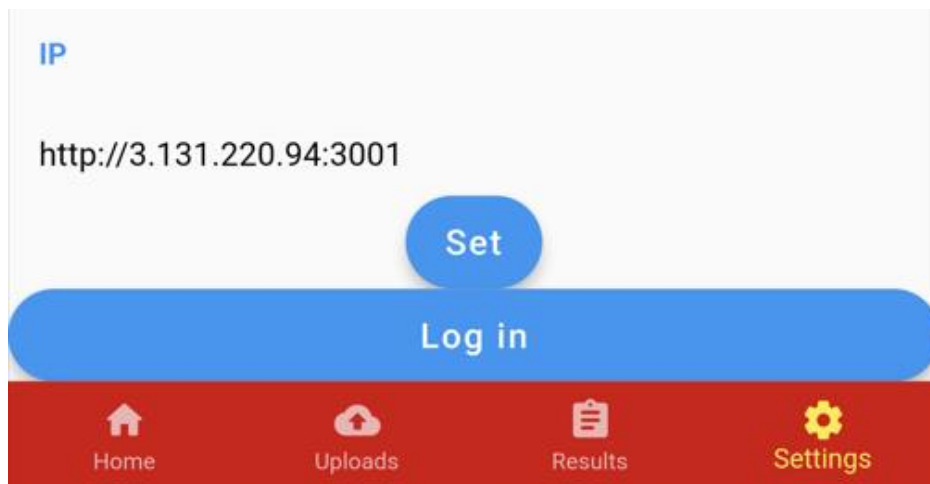 IP
http://3.131.220.94:3001
Set
Log in
Home Uploads Results Settings